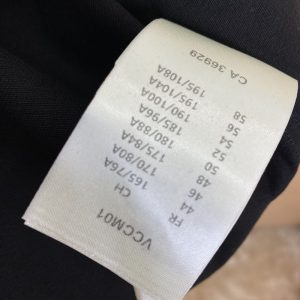 VCCM01
FR CH
44 165/76A
46 170/80A
48 175/84A
50 180/88A
52 185/96A
54 190/100A
56 195/104A
58 195/108A
CA 36929